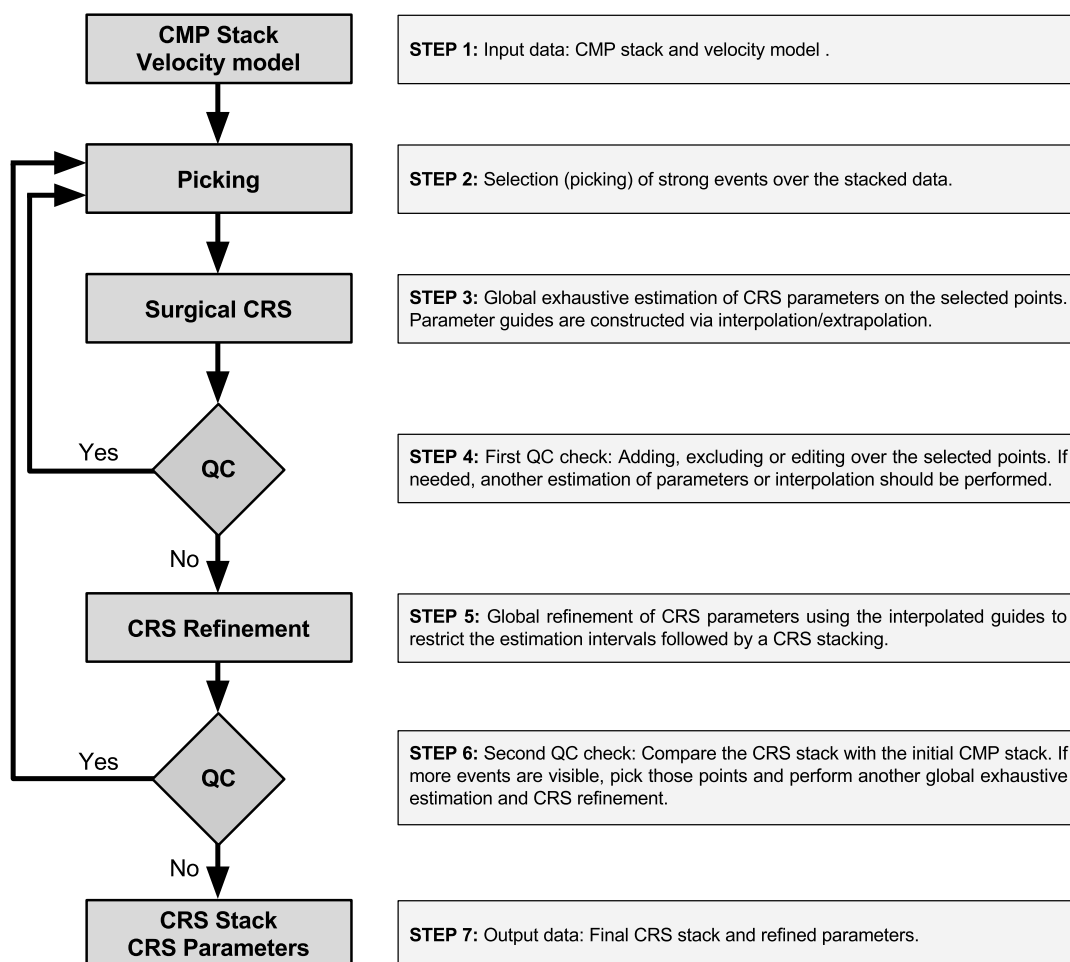 CMP Stack
Velocity model
STEP 1: Input data: CMP stack and velocity model .
Picking
STEP 2: Selection (picking) of strong events over the stacked data.
Surgical CRS
STEP 3: Global exhaustive estimation of CRS parameters on the selected points.
Parameter guides are constructed via interpolation/extrapolation.
Yes
QC
STEP 4: First QC check: Adding, excluding or editing over the selected points. If
needed, another estimation of parameters or interpolation should be performed.
No
CRS Refinement
STEP 5: Global refinement of CRS parameters using the interpolated guides to
restrict the estimation intervals followed by a CRS stacking.
Yes
QC
STEP 6: Second QC check: Compare the CRS stack with the initial CMP stack. If
more events are visible, pick those points and perform another global exhaustive
estimation and CRS refinement.
No
CRS Stack
CRS Parameters
STEP 7: Output data: Final CRS stack and refined parameters.